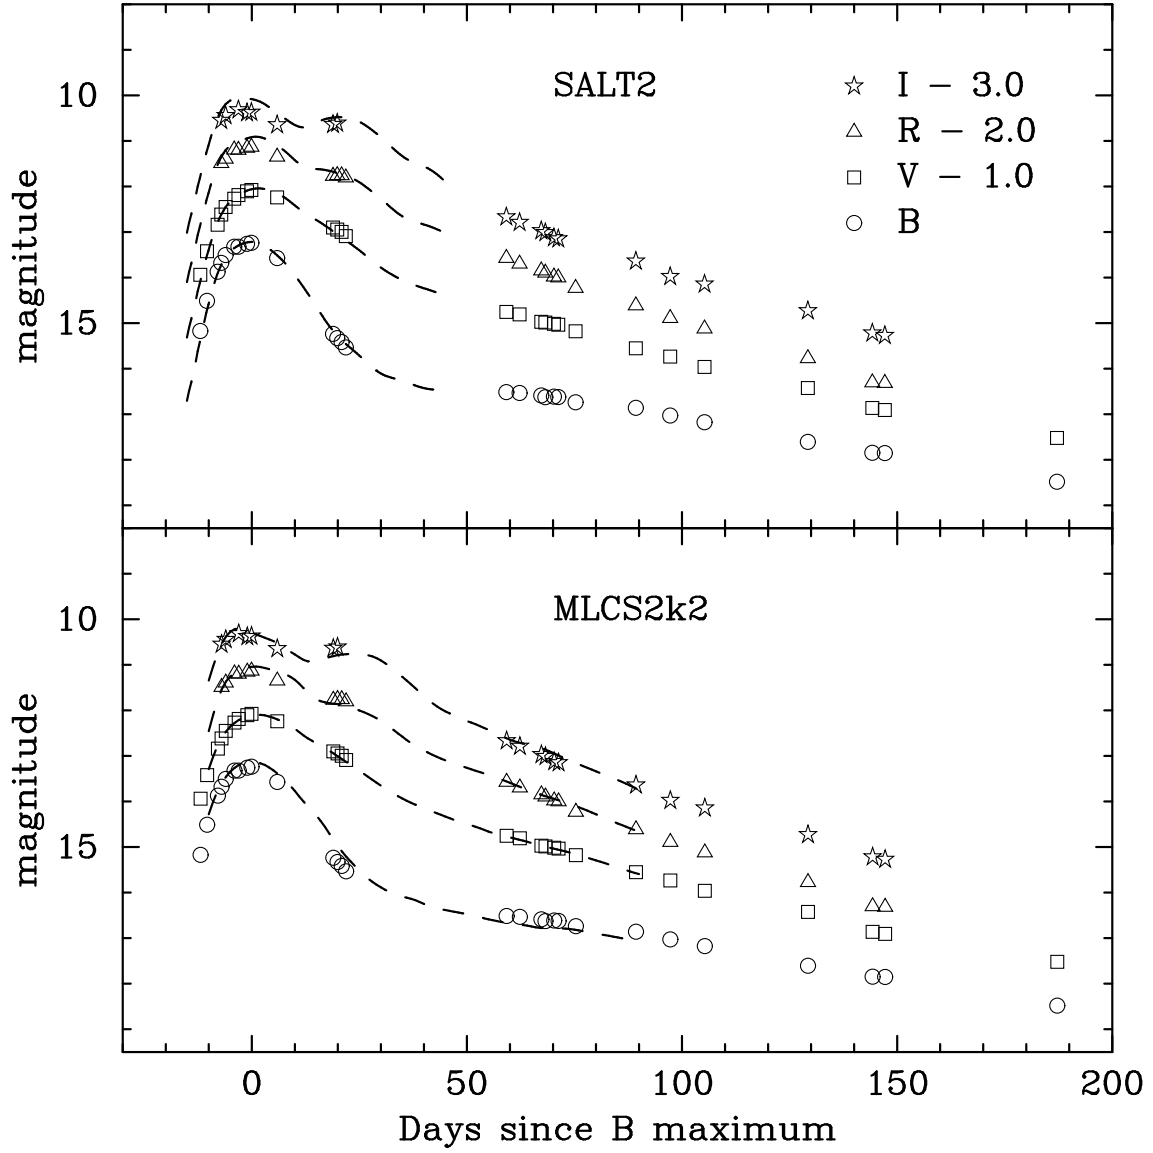 SALT2
10
15
magnitude
I − 3.0
R − 2.0
V − 1.0
B
MLCS2k2
10
15
magnitude
0 50 100 150 200
Days since B maximum